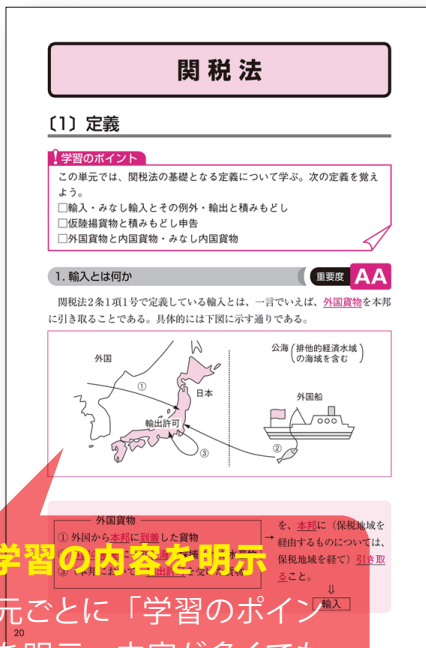 関税法
〔1〕定義
!学習のポイント
この単元では、関税法の基礎となる定義について学ぶ。次の定義を覚え
よう。
□輸入・みなし輸入とその例外・輸出と積みもどし
□仮陸揚貨物と積みもどし申告
□外国貨物と内国貨物・みなし内国貨物
1. 輸入とは何か 重要度 AA
関税法2条1項1号で定義している輸入とは、一言でいえば、外国貨物を本邦
に引き取ることである。具体的には下図に示す通りである。
外国
①
日本
輸出許可
③
公海(排他的経済水域
の海域を含む)
外国船
②
外国貨物
① 外国から本邦に到着した貨物
→
を、本邦に(保税地域を
経由するものについては、
保税地域を経て)引き取
ること。
⇓
輸入
学習の内容を明示
元ごとに「学習のポイン
20